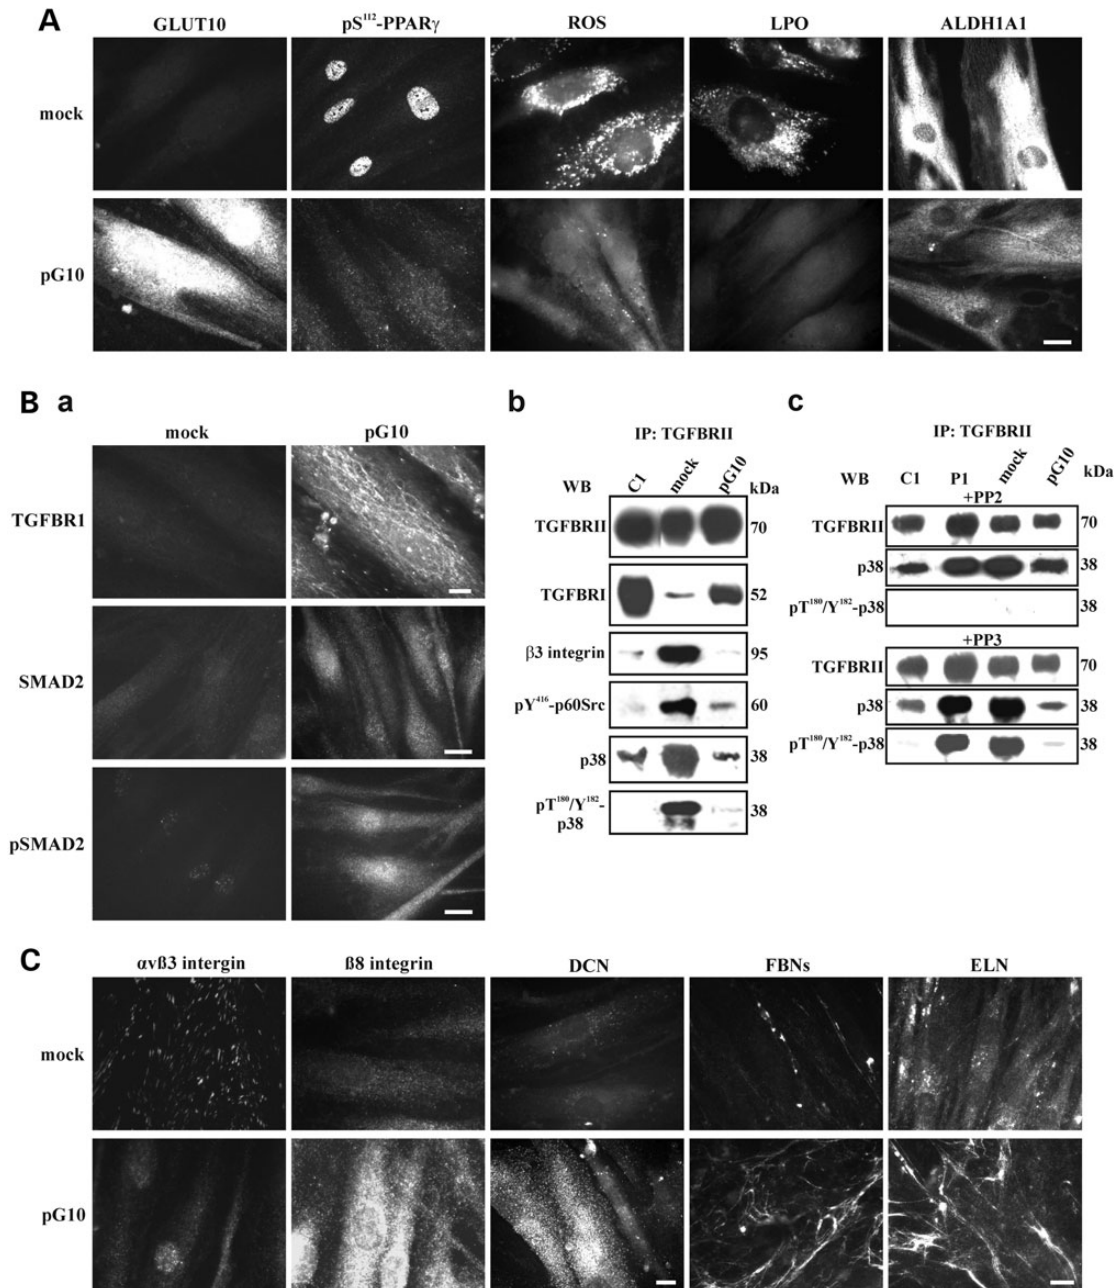 A
GLUT10 pS¹¹²-PPARγ ROS LPO ALDH1A1
mock
pG10
B a
mock pG10
TGFBR1
SMAD2
pSMAD2
b
IP: TGFBRII
WB C1 mock pG10 kDa
TGFBRII 70
TGFBRI 52
β3 integrin 95
pY⁴¹⁶-p60Src 60
p38 38
pT¹⁸⁰/Y¹⁸²-
p38 38
c
IP: TGFBRII
WB C1 P1 mock pG10 kDa
+PP2
TGFBRII 70
p38 38
pT¹⁸⁰/Y¹⁸²-p38 38
+PP3
TGFBRII 70
p38 38
pT¹⁸⁰/Y¹⁸²-p38 38
C
αvß3 intergin ß8 integrin DCN FBNs ELN
mock
pG10